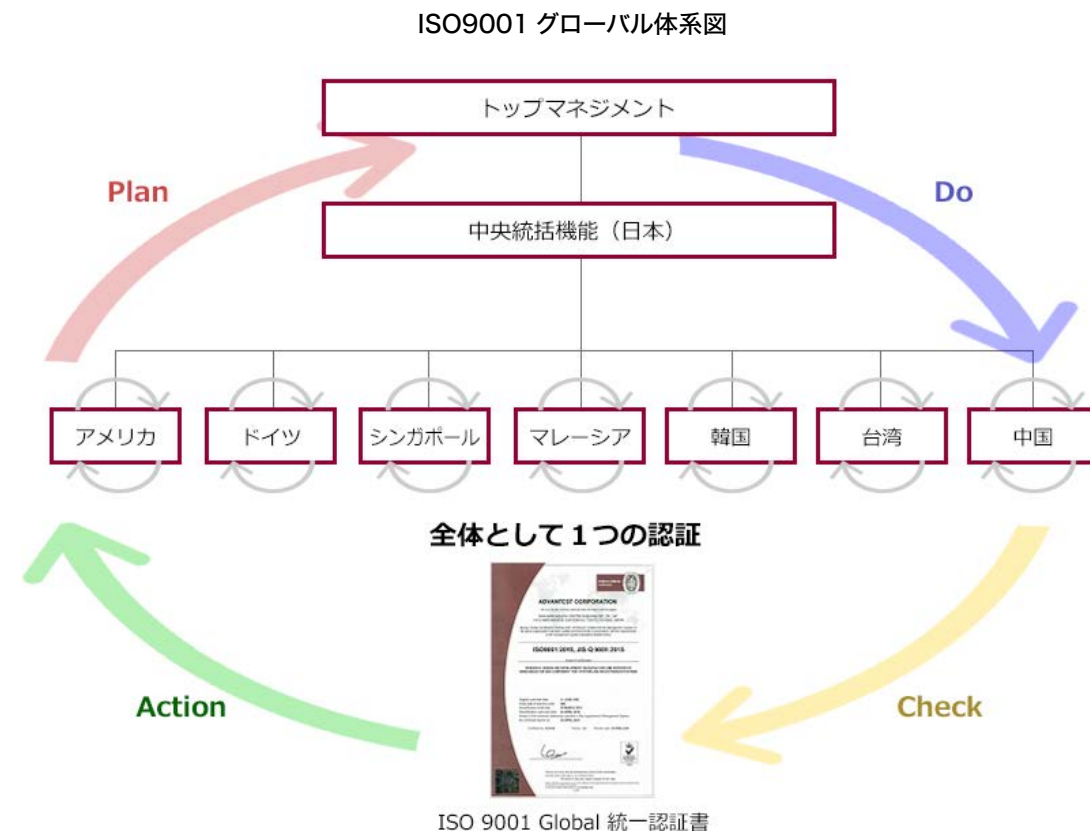 ISO9001 グローバル体系図
トップマネジメント
Plan
Do
中央統括機能（日本）
アメリカ
ドイツ
シンガポール
マレーシア
韓国
台湾
中国
全体として１つの認証
ADVANTEST CORPORATION
ISO9001:2015, JIS Q 9001:2015
Action
Check
ISO 9001 Global 統一認証書